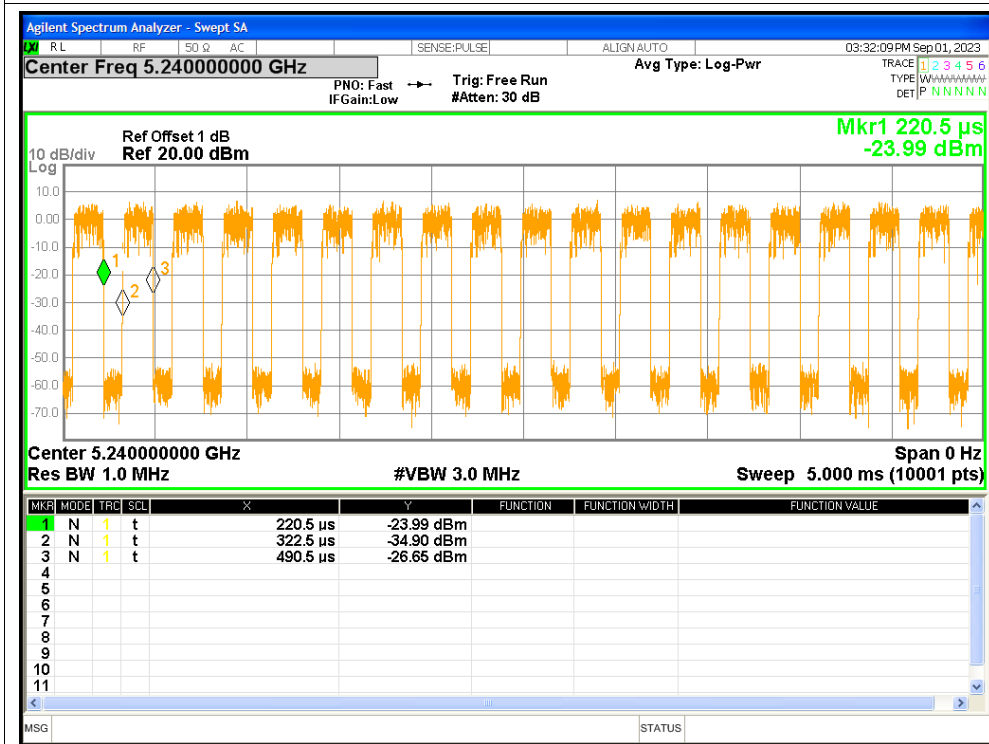 Agilent Spectrum Analyzer - Swept SA
LXI RL RF 50 Ω AC SENSE:PULSE ALIGN AUTO 03:32:09 PM Sep 01, 2023
Center Freq 5.240000000 GHz Avg Type: Log-Pwr TRACE 1 2 3 4 5 6
PNO: Fast Trig: Free Run TYPE W
IFGain:Low #Atten: 30 dB DET P N N N N N
Mkr1 220.5 µs
Ref Offset 1 dB
10 dB/div Ref 20.00 dBm -23.99 dBm
Log
10.0
0.00
-10.0
-20.0
-30.0
-40.0
-50.0
-60.0
-70.0
1
2
3
Center 5.240000000 GHz Span 0 Hz
Res BW 1.0 MHz #VBW 3.0 MHz Sweep 5.000 ms (10001 pts)
MKR MODE TRC SCL X Y FUNCTION FUNCTION WIDTH FUNCTION VALUE
1 N 1 t 220.5 µs -23.99 dBm
2 N 1 t 322.5 µs -34.90 dBm
3 N 1 t 490.5 µs -26.65 dBm
4
5
6
7
8
9
10
11
MSG STATUS